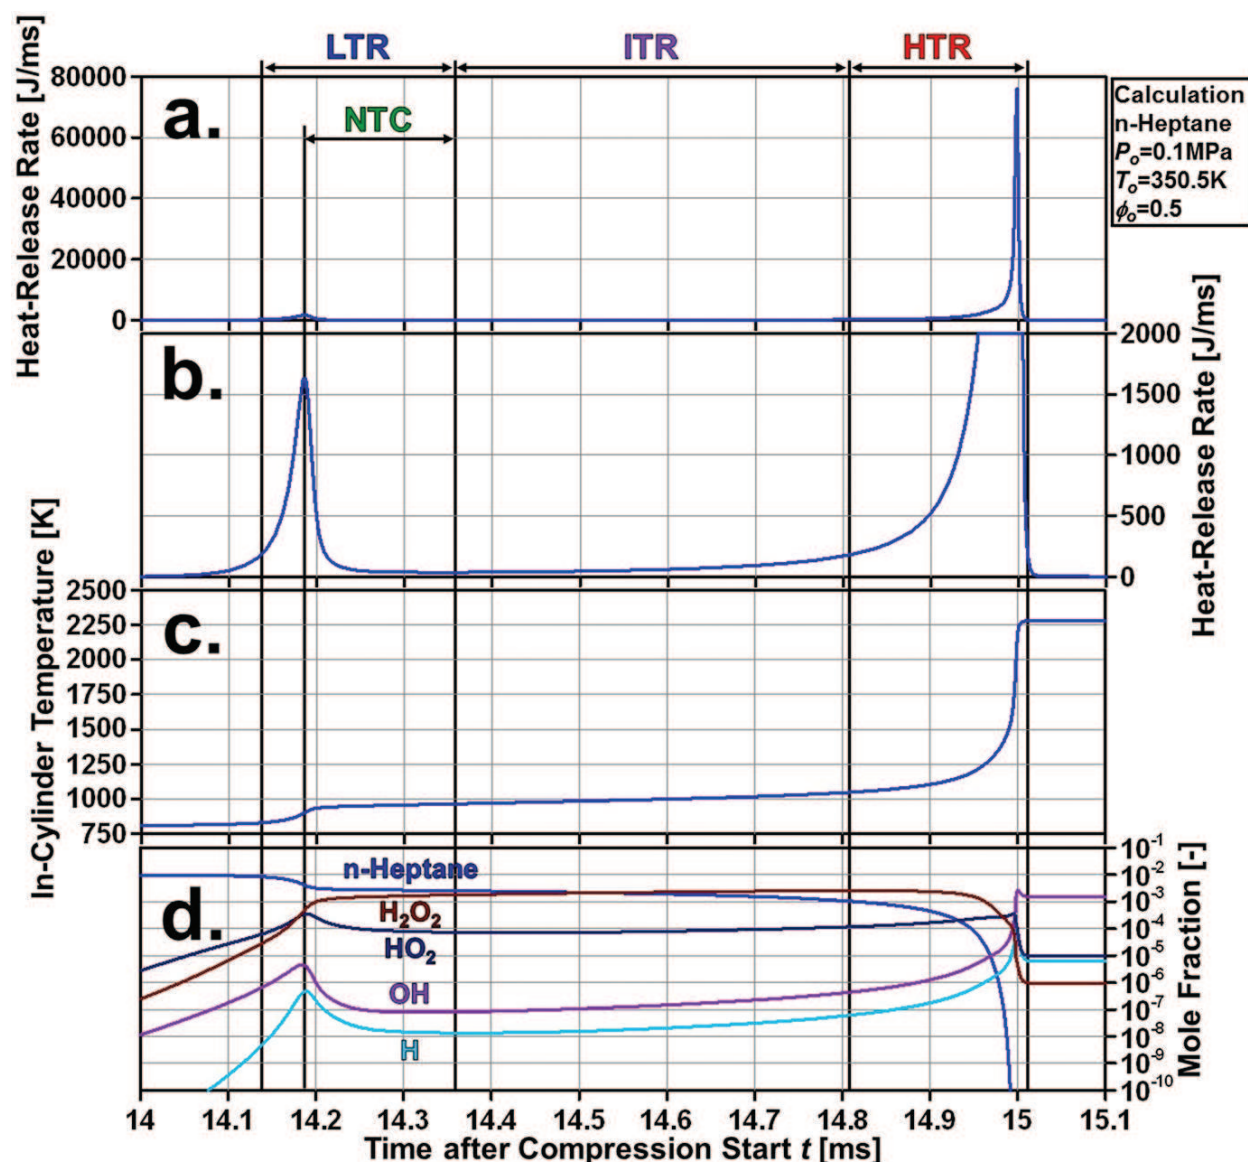 LTR ITR HTR
NTC
Heat-Release Rate [J/ms]
80000
60000
40000
20000
0
a.
Calculation
n-Heptane
Pₒ=0.1MPa
Tₒ=350.5K
ϕₒ=0.5
b.
2000
1500
1000
500
0
Heat-Release Rate [J/ms]
In-Cylinder Temperature [K]
2500
2250
2000
1750
1500
1250
1000
750
c.
d.
n-Heptane
H₂O₂
HO₂
OH
H
10⁻¹
10⁻²
10⁻³
10⁻⁴
10⁻⁵
10⁻⁶
10⁻⁷
10⁻⁸
10⁻⁹
10⁻¹⁰
Mole Fraction [-]
14 14.1 14.2 14.3 14.4 14.5 14.6 14.7 14.8 14.9 15 15.1
Time after Compression Start t [ms]